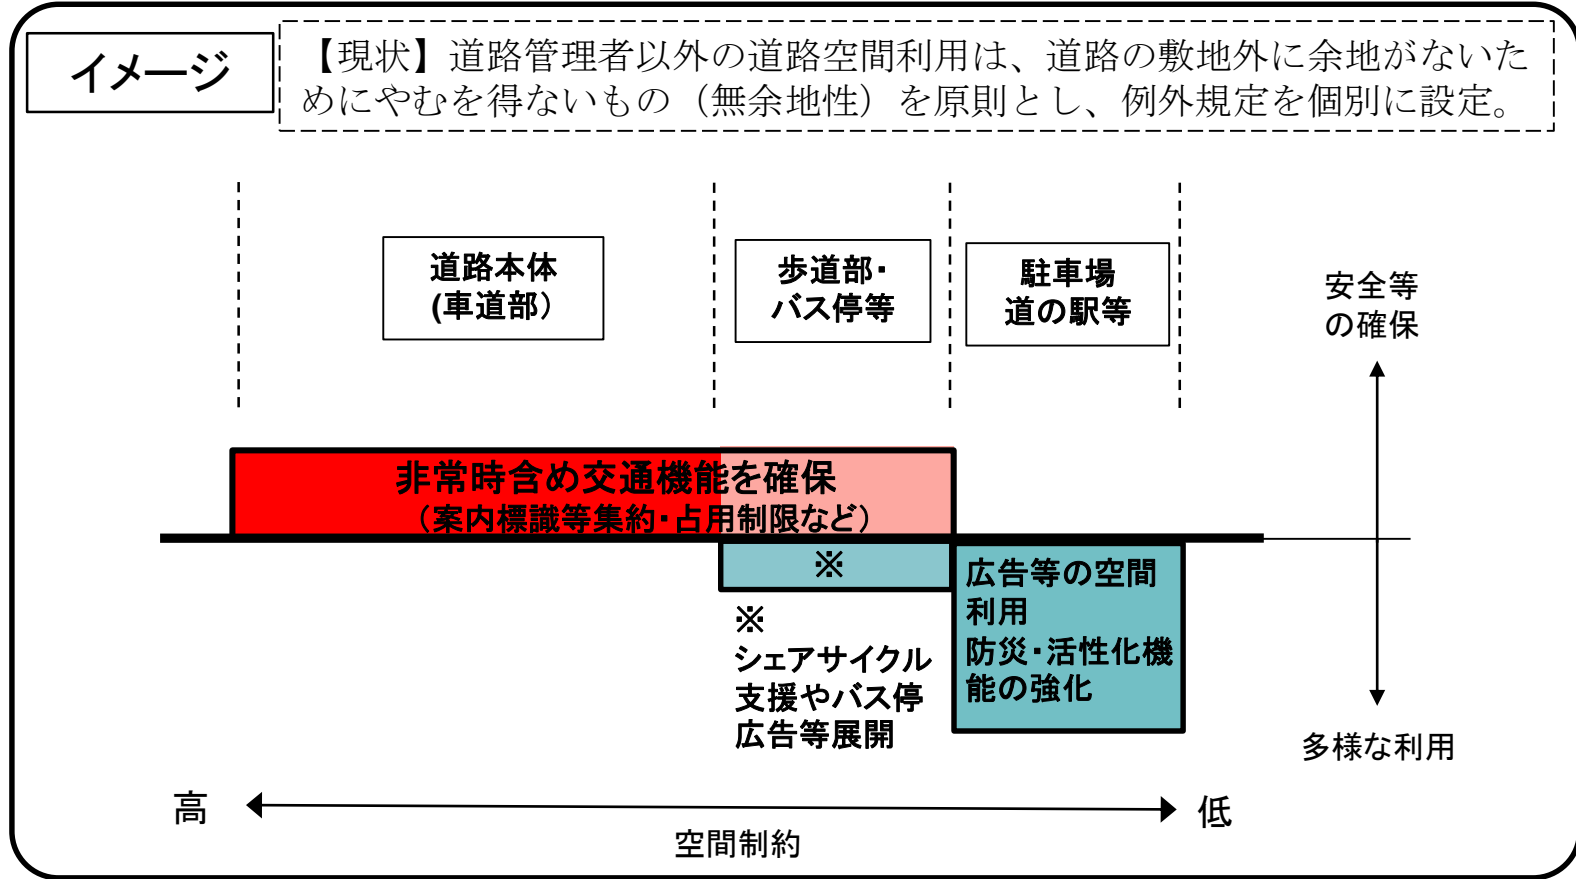 イメージ
【現状】道路管理者以外の道路空間利用は、道路の敷地外に余地がないた
めにやむを得ないもの（無余地性）を原則とし、例外規定を個別に設定。
道路本体
(車道部）
歩道部・
バス停等
駐車場
道の駅等
安全等
の確保
非常時含め交通機能を確保
（案内標識等集約・占用制限など）
※
広告等の空間
利用
防災・活性化機
能の強化
※
シェアサイクル
支援やバス停
広告等展開
多様な利用
高
低
空間制約